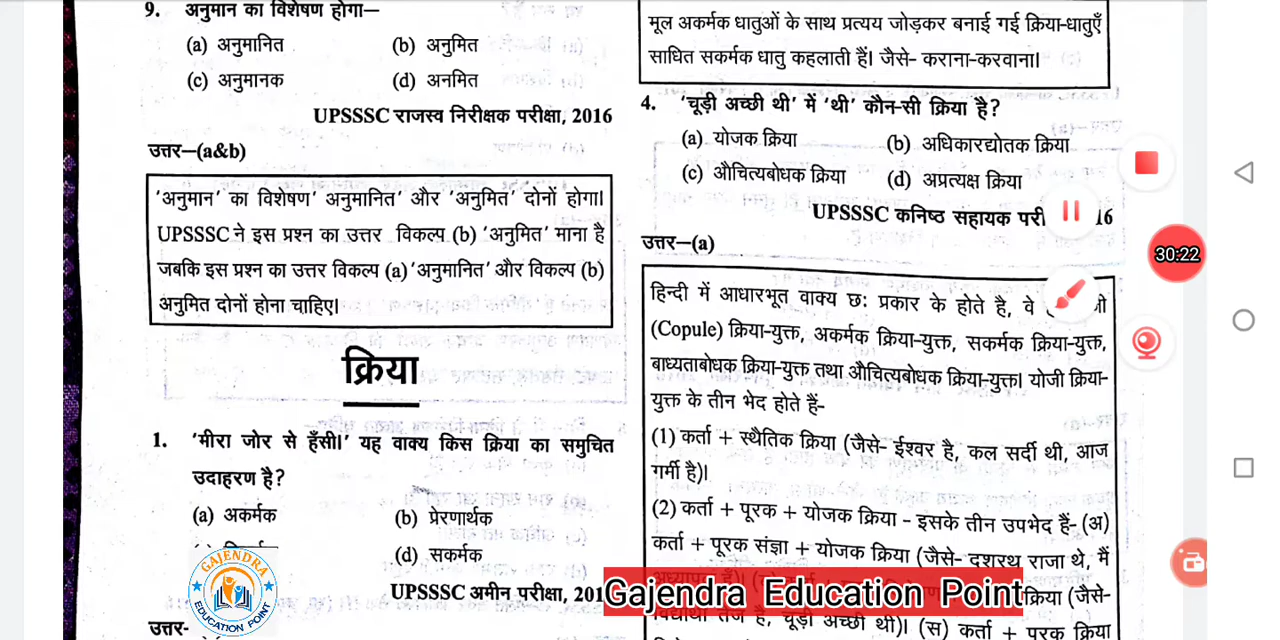 9. अनुमान का विशेषण होगा—
(a) अनुमानित (b) अनुमित
(c) अनुमानक (d) अनमित
UPSSSC राजस्व निरीक्षक परीक्षा, 2016
उत्तर—(a&b)
'अनुमान' का विशेषण' अनुमानित' और 'अनुमित' दोनों होगा।
UPSSSC ने इस प्रश्न का उत्तर विकल्प (b) 'अनुमित' माना है
जबकि इस प्रश्न का उत्तर विकल्प (a) 'अनुमानित' और विकल्प (b)
अनुमित दोनों होना चाहिए।
क्रिया
1. 'मीरा जोर से हँसी।' यह वाक्य किस क्रिया का समुचित
उदाहरण है?
(a) अकर्मक (b) प्रेरणार्थक
(d) सकर्मक
UPSSSC अमीन परीक्षा, 201
उत्तर-
मूल अकर्मक धातुओं के साथ प्रत्यय जोड़कर बनाई गई क्रिया-धातुएँ
साधित सकर्मक धातु कहलाती हैं। जैसे- कराना-करवाना।
4. 'चूड़ी अच्छी थी' में 'थी' कौन-सी क्रिया है?
(a) योजक क्रिया (b) अधिकारद्योतक क्रिया
(c) औचित्यबोधक क्रिया (d) अप्रत्यक्ष क्रिया
UPSSSC कनिष्ठ सहायक परी 16
उत्तर—(a)
हिन्दी में आधारभूत वाक्य छः प्रकार के होते है, वे
(Copule) क्रिया-युक्त, अकर्मक क्रिया-युक्त, सकर्मक क्रिया-युक्त,
बाध्यताबोधक क्रिया-युक्त तथा औचित्यबोधक क्रिया-युक्त। योजी क्रिया-
युक्त के तीन भेद होते हैं-
(1) कर्ता + स्थैतिक क्रिया (जैसे- ईश्वर है, कल सर्दी थी, आज
गर्मी है)।
(2) कर्ता + पूरक + योजक क्रिया - इसके तीन उपभेद हैं- (अ)
कर्ता + पूरक संज्ञा + योजक क्रिया (जैसे- दशरथ राजा थे, मैं
क्रिया (जैसे-
विद्यार्थी तेज है, चूड़ी अच्छी थी)। (स) कर्ता + पूरक क्रिया
30:22
GAJENDRA
EDUCATION POINT
Gajendra Education Point